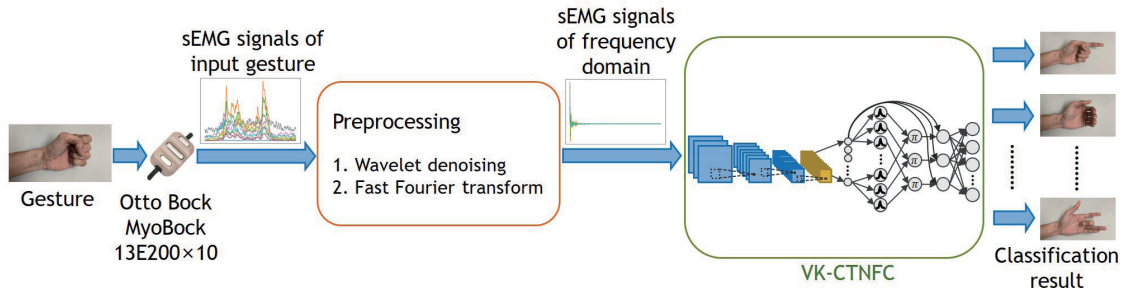 sEMG signals of
input gesture
sEMG signals
of frequency
domain
Preprocessing
1. Wavelet denoising
2. Fast Fourier transform
π
π
π
Gesture
Otto Bock
MyoBock
13E200×10
VK-CTNFC
Classification
result